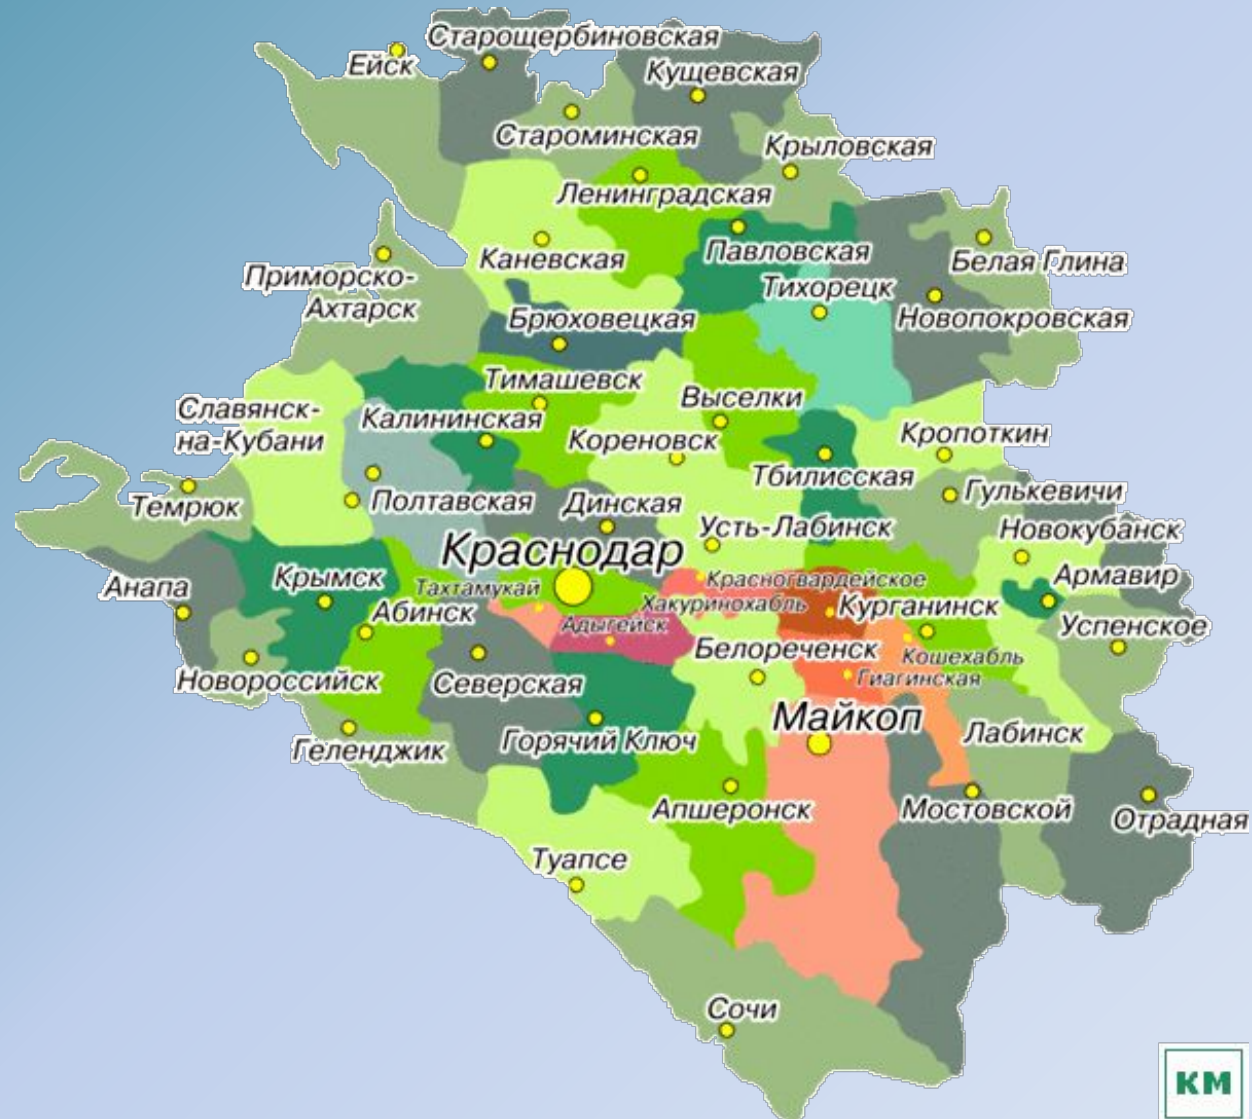 Старощербиновская
Ейск
Кущевская
Староминская
Крыловская
Ленинградская
Павловская
Каневская
Белая Глина
Приморско-
Ахтарск
Тихорецк
Новопокровская
Брюховецкая
Тимашевск
Выселки
Славянск-
на-Кубани
Калининская
Кореновск
Кропоткин
Тбилисская
Темрюк
Полтавская
Динская
Гулькевичи
Усть-Лабинск
Новокубанск
Краснодар
Анапа
Крымск
Тахтамукай
Красногвардейское
Армавир
Абинск
Хакуринохабль
Курганинск
Адыгейск
Успенское
Белореченск
Кошехабль
Гиагинская
Новороссийск
Северская
Майкоп
Горячий Ключ
Лабинск
Геленджик
Апшеронск
Мостовской
Отрадная
Туапсе
Сочи
КМ